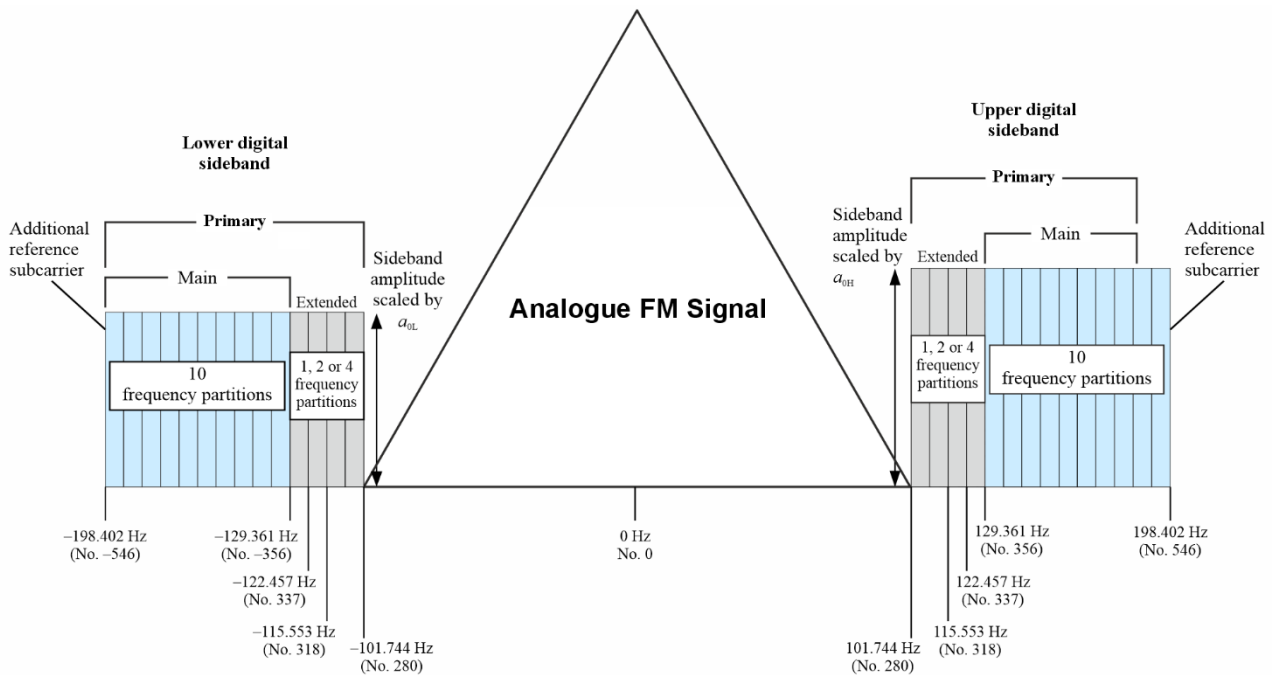 Lower digital
sideband
Primary
Additional
reference
subcarrier
Main
Extended
Sideband
amplitude
scaled by
a0L
10
frequency partitions
1, 2 or 4
frequency
partitions
Analogue FM Signal
Upper digital
sideband
Primary
Sideband
amplitude
scaled by
a0H
Extended
Main
Additional
reference
subcarrier
1, 2 or 4
frequency
partitions
10
frequency partitions
–198.402 Hz
(No. –546)
–129.361 Hz
(No. –356)
–122.457 Hz
(No. 337)
–115.553 Hz
(No. 318)
–101.744 Hz
(No. 280)
0 Hz
No. 0
101.744 Hz
(No. 280)
115.553 Hz
(No. 318)
122.457 Hz
(No. 337)
129.361 Hz
(No. 356)
198.402 Hz
(No. 546)